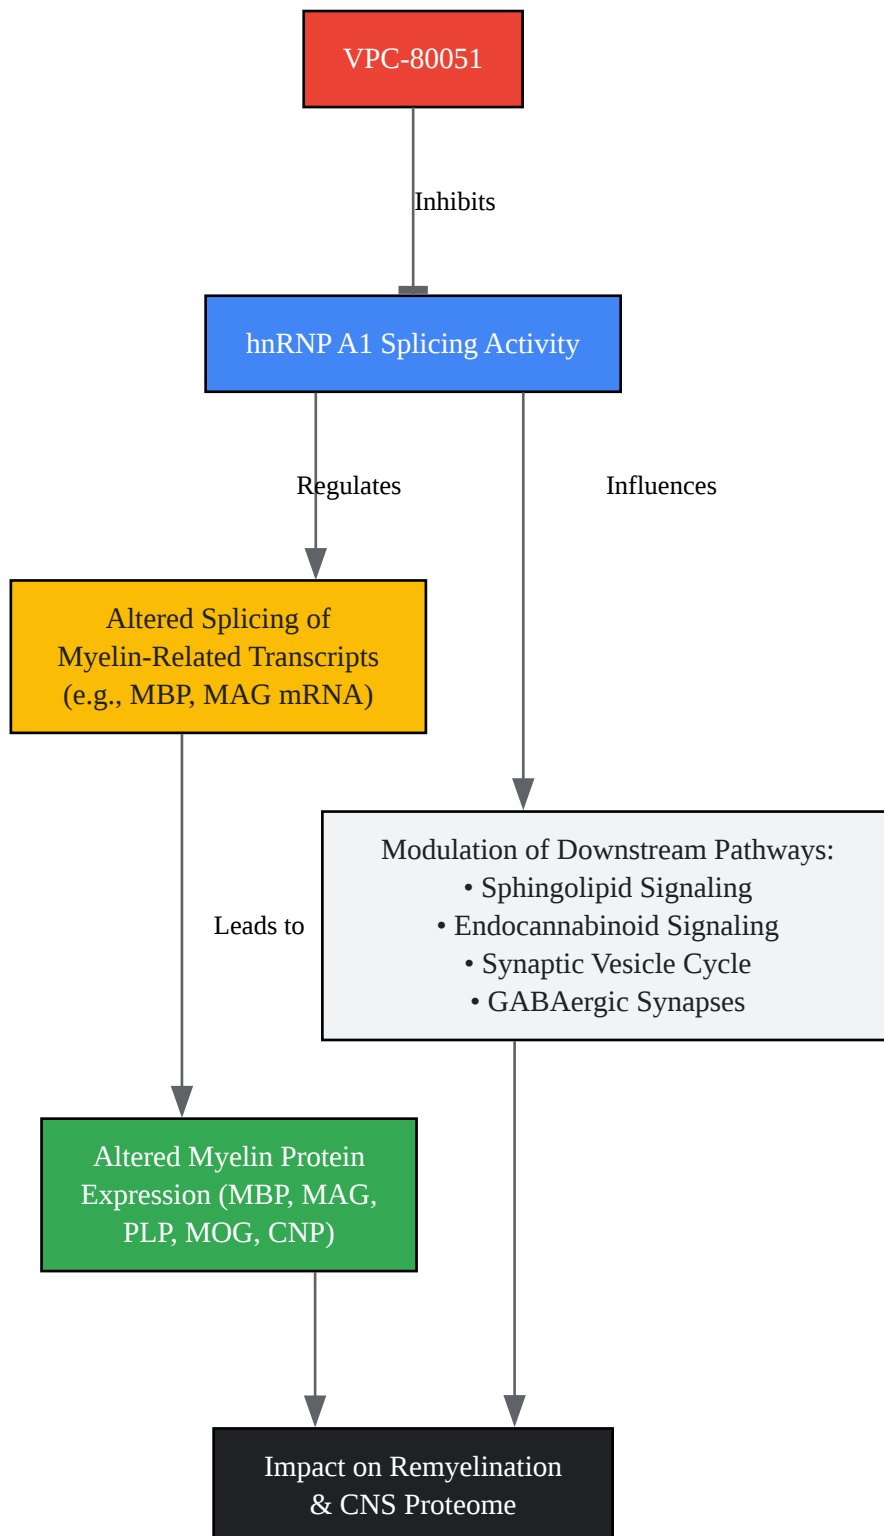 VPC-80051
Inhibits
hnRNP A1 Splicing Activity
Regulates
Influences
Altered Splicing of
Myelin-Related Transcripts
(e.g., MBP, MAG mRNA)
Modulation of Downstream Pathways:
• Sphingolipid Signaling
• Endocannabinoid Signaling
• Synaptic Vesicle Cycle
• GABAergic Synapses
Leads to
Altered Myelin Protein
Expression (MBP, MAG,
PLP, MOG, CNP)
Impact on Remyelination
& CNS Proteome